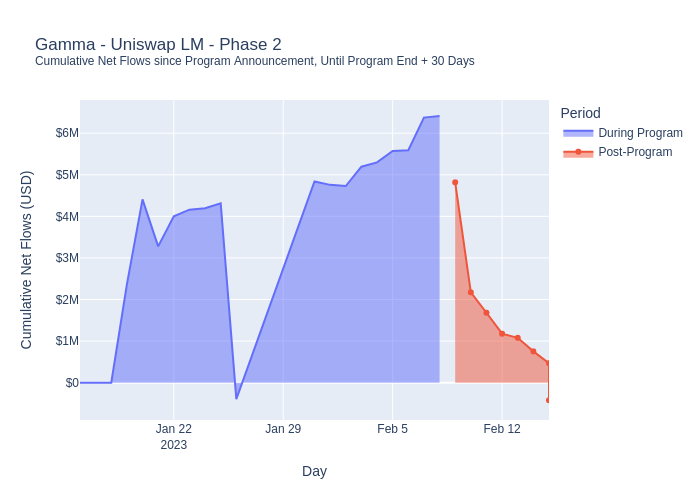 Gamma - Uniswap LM - Phase 2
Cumulative Net Flows since Program Announcement, Until Program End + 30 Days
Period
During Program
Post-Program
Cumulative Net Flows (USD)
$6M
$5M
$4M
$3M
$2M
$1M
$0
Jan 22
2023
Jan 29
Feb 5
Feb 12
Day